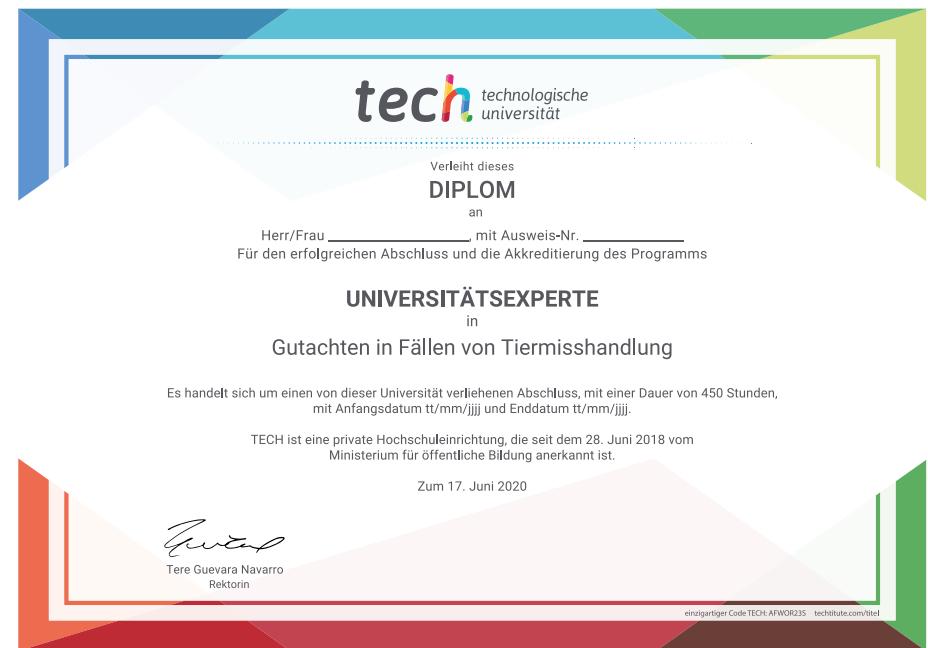 tech technologische
universität
Verleiht dieses
DIPLOM
an
Herr/Frau ____________________, mit Ausweis-Nr. ______________
Für den erfolgreichen Abschluss und die Akkreditierung des Programms
UNIVERSITÄTSEXPERTE
in
Gutachten in Fällen von Tiermisshandlung
Es handelt sich um einen von dieser Universität verliehenen Abschluss, mit einer Dauer von 450 Stunden,
mit Anfangsdatum tt/mm/jjjj und Enddatum tt/mm/jjjj.
TECH ist eine private Hochschuleinrichtung, die seit dem 28. Juni 2018 vom
Ministerium für öffentliche Bildung anerkannt ist.
Zum 17. Juni 2020
Tere Guevara Navarro
Rektorin
einzigartiger Code TECH: AFWOR23S techtitute.com/titel